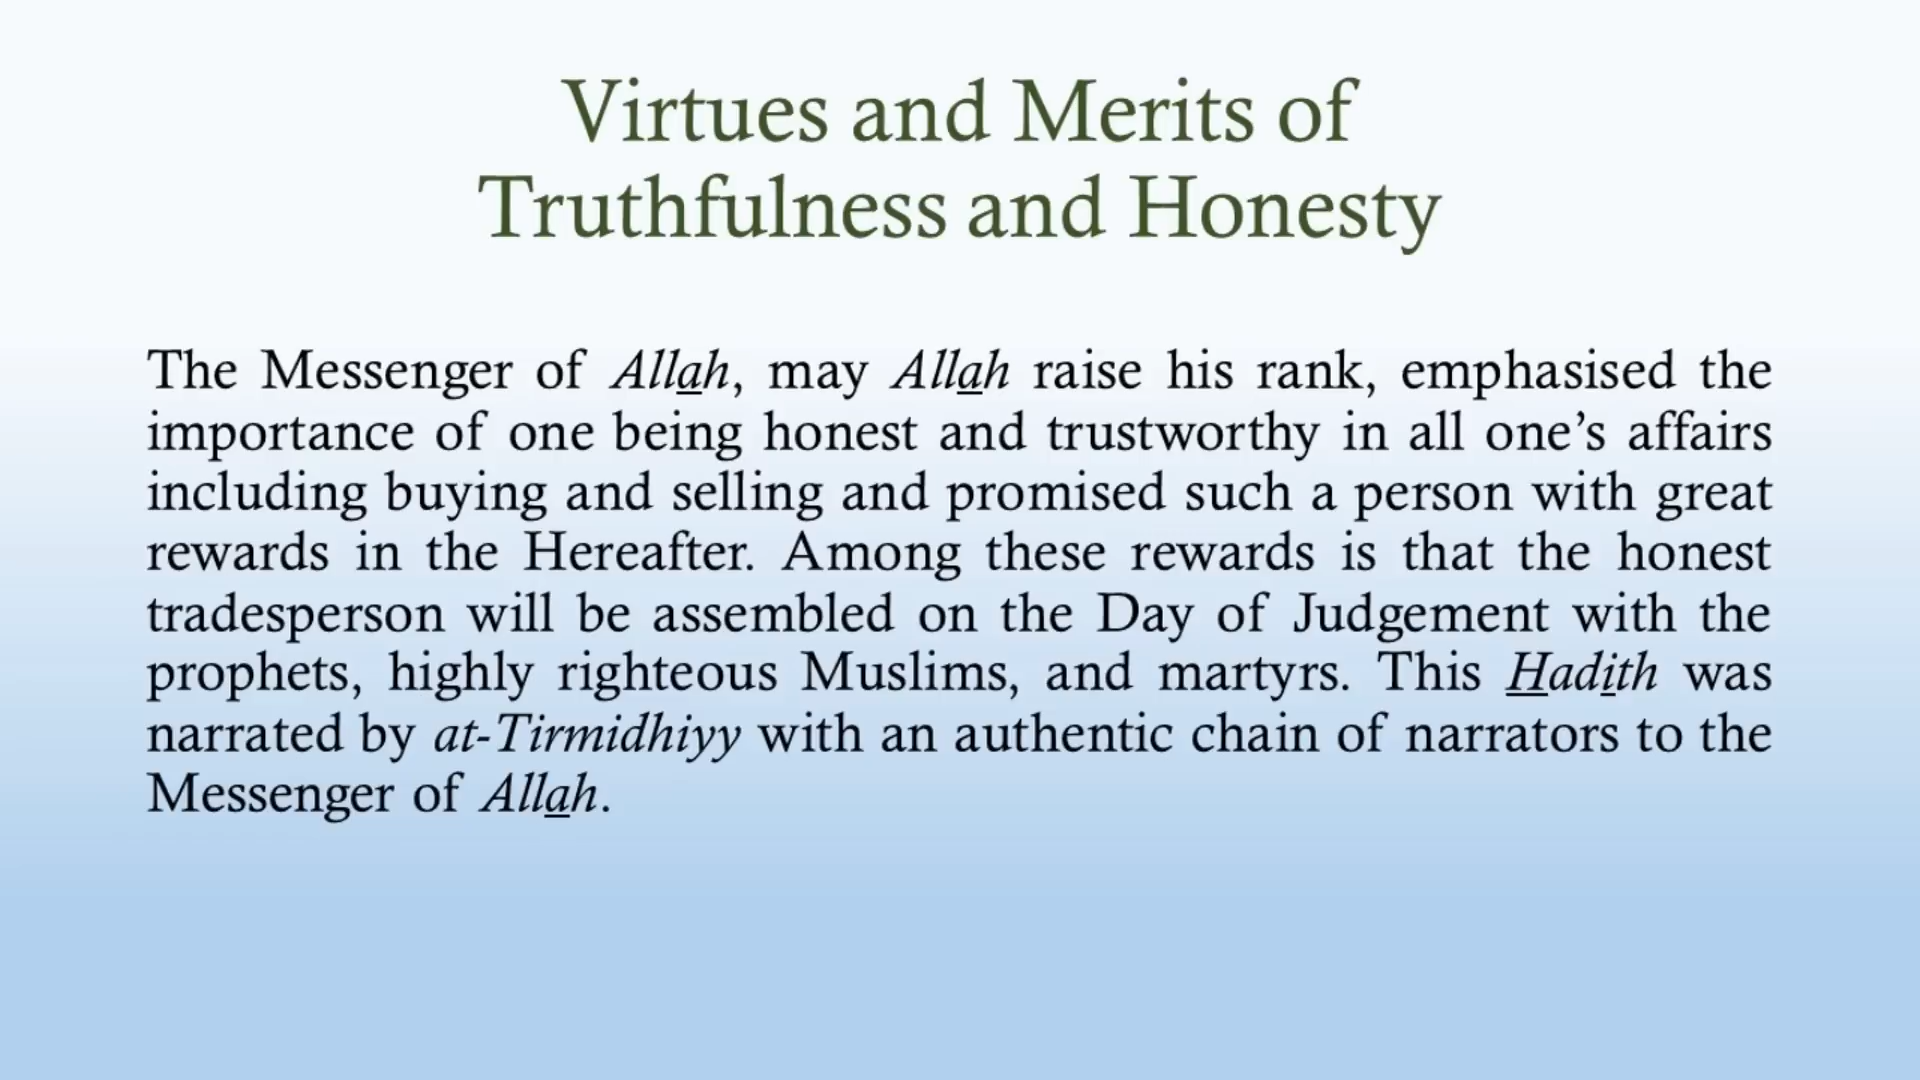 Virtues and Merits of
Truthfulness and Honesty
The Messenger of Allah, may Allah raise his rank, emphasised the
importance of one being honest and trustworthy in all one’s affairs
including buying and selling and promised such a person with great
rewards in the Hereafter. Among these rewards is that the honest
tradesperson will be assembled on the Day of Judgement with the
prophets, highly righteous Muslims, and martyrs. This Hadith was
narrated by at-Tirmidhiyy with an authentic chain of narrators to the
Messenger of Allah.